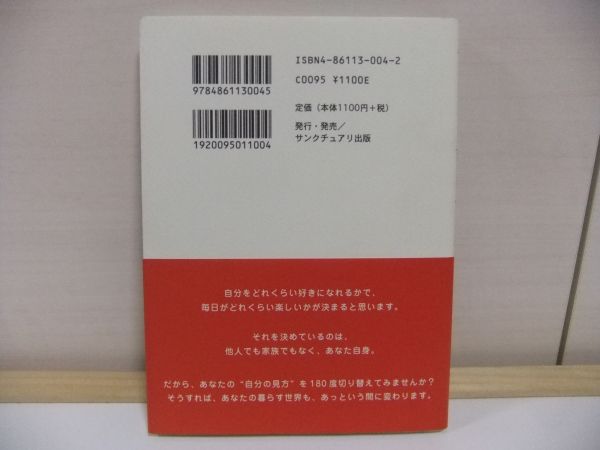 ISBN4-86113-004-2
C0095 ¥1100E
定価（本体1100円+税）
発行・発売／
サンクチュアリ出版
9784861130045
1920095011004
自分をどれくらい好きになれるかで、
毎日がどれくらい楽しいかが決まると思います。
それを決めているのは、
他人でも家族でもなく、あなた自身。
だから、あなたの“自分の見方”を180度切り替えてみませんか？
そうすれば、あなたの暮らす世界も、あっという間に変わります。